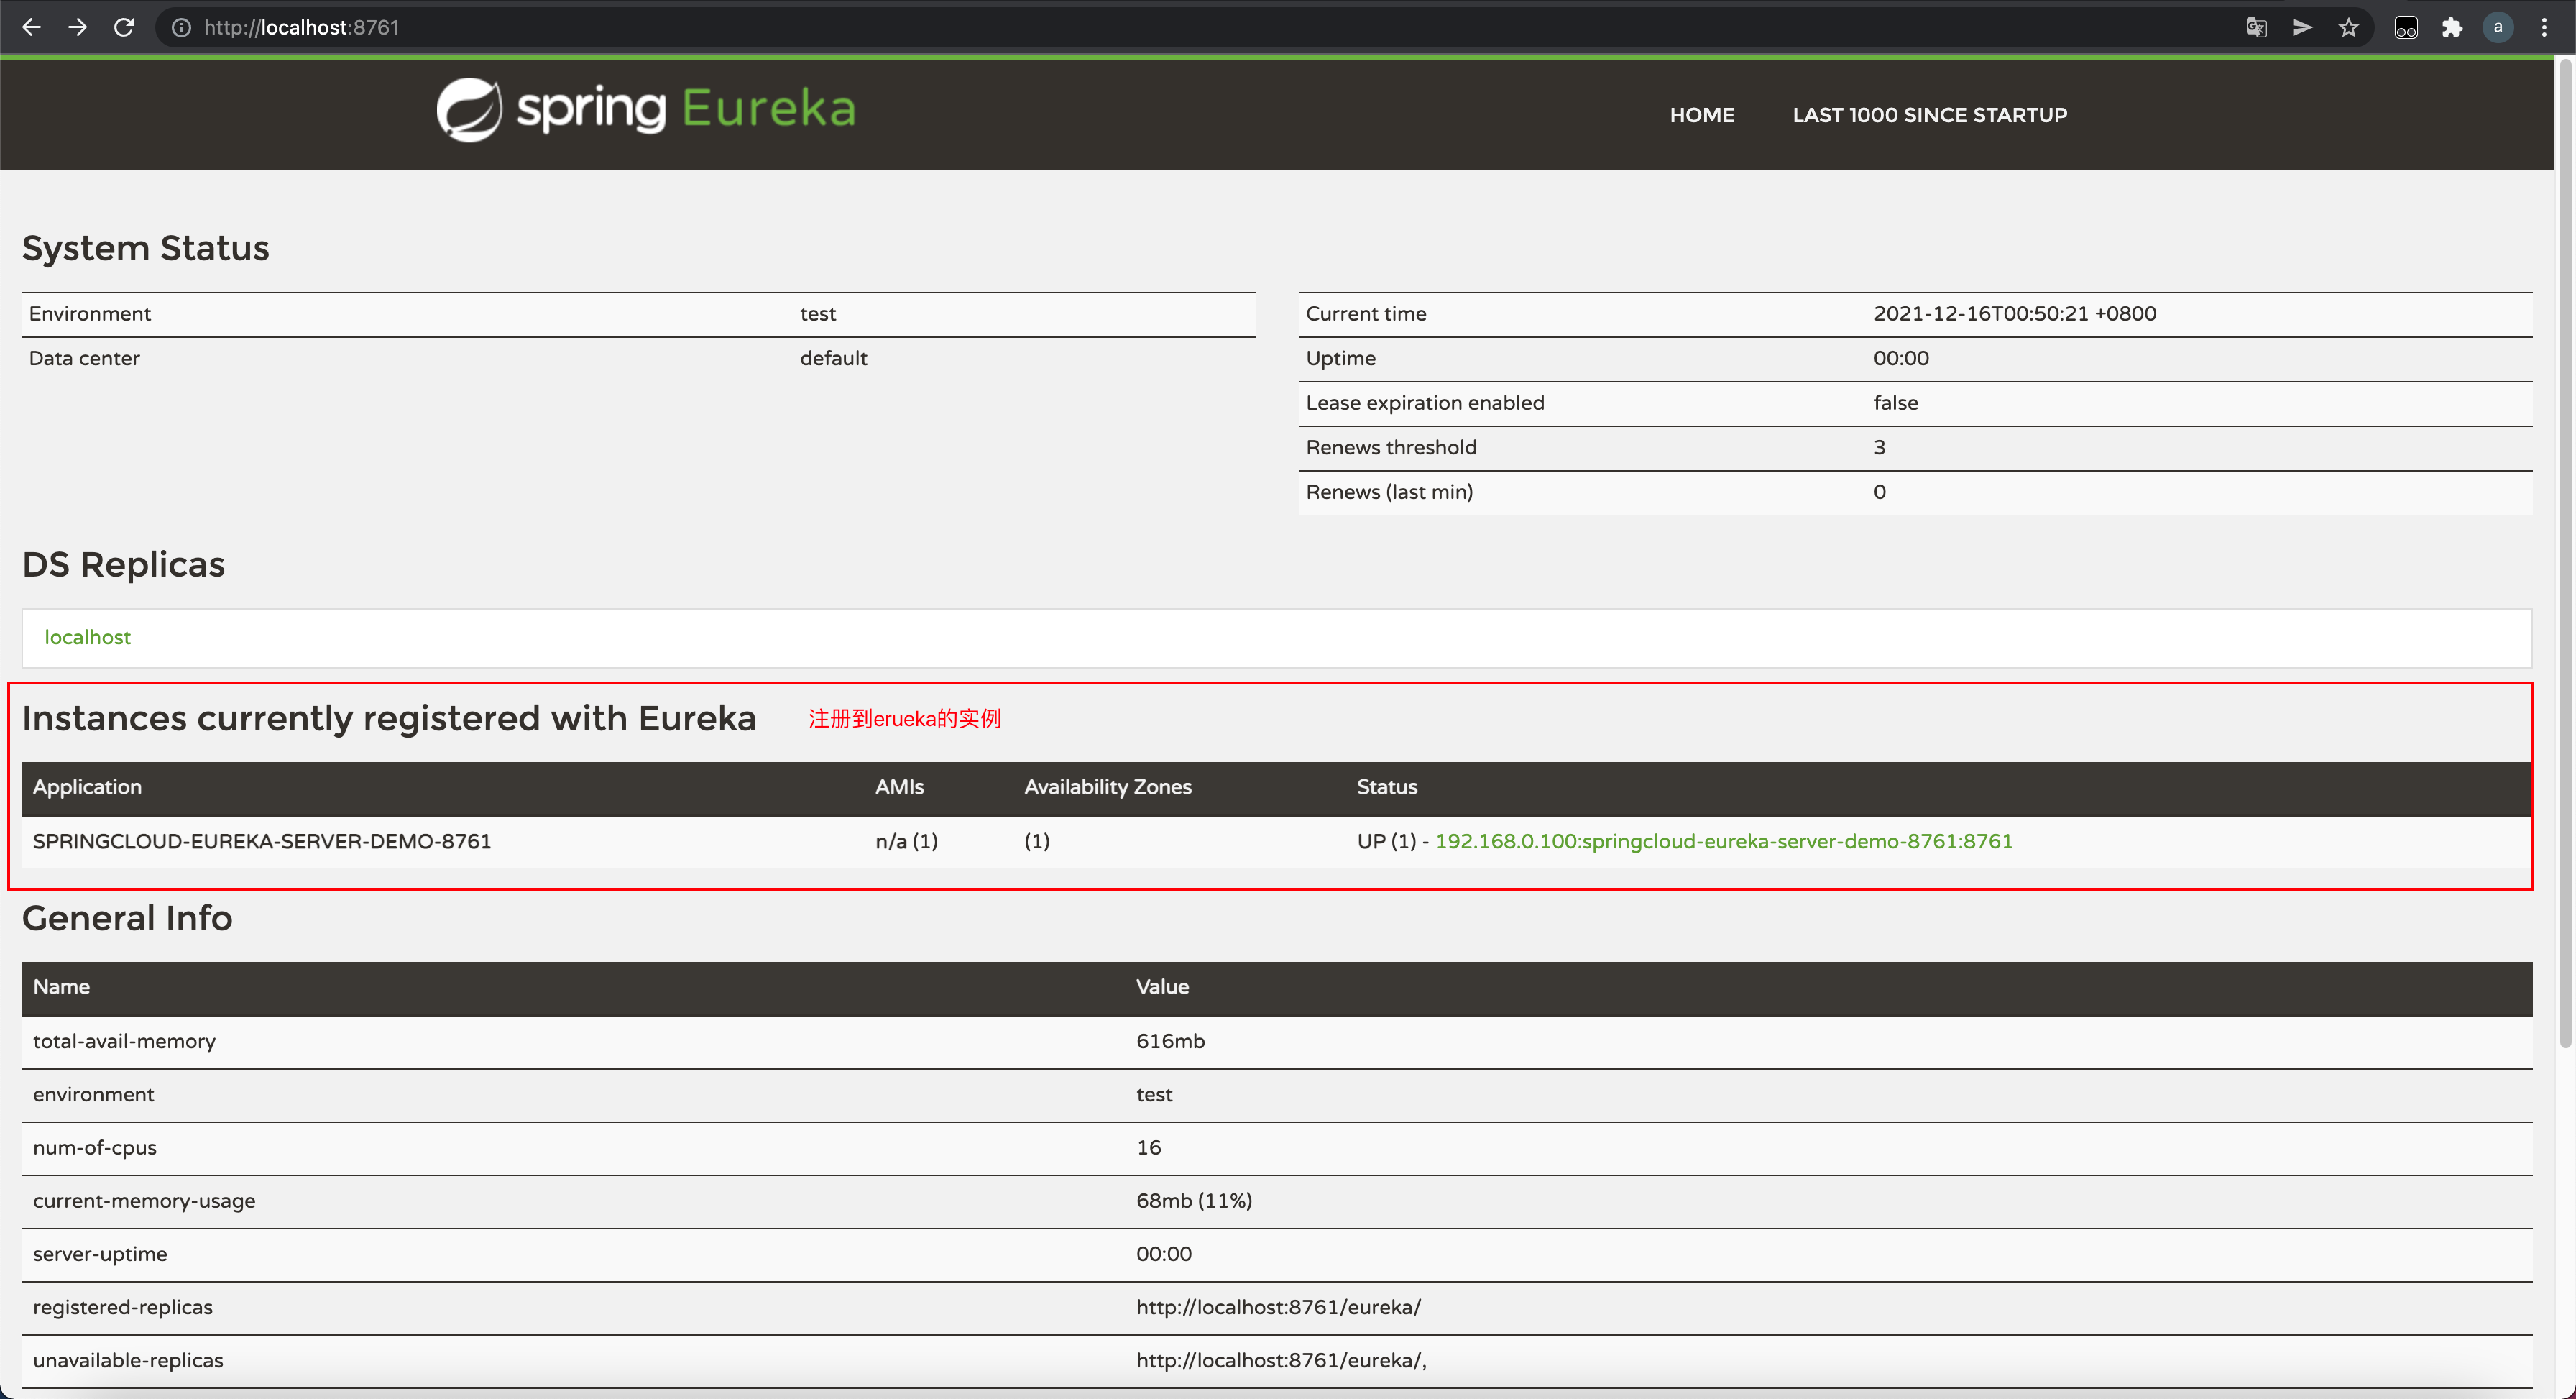 http://localhost:8761
a
spring Eureka
HOME LAST 1000 SINCE STARTUP
System Status
Environment test
Data center default
Current time 2021-12-16T00:50:21 +0800
Uptime 00:00
Lease expiration enabled false
Renews threshold 3
Renews (last min) 0
DS Replicas
localhost
Instances currently registered with Eureka 注册到erueka的实例
Application AMIs Availability Zones Status
SPRINGCLOUD-EUREKA-SERVER-DEMO-8761 n/a (1) (1) UP (1) - 192.168.0.100:springcloud-eureka-server-demo-8761:8761
General Info
Name Value
total-avail-memory 616mb
environment test
num-of-cpus 16
current-memory-usage 68mb (11%)
server-uptime 00:00
registered-replicas http://localhost:8761/eureka/
unavailable-replicas http://localhost:8761/eureka/,